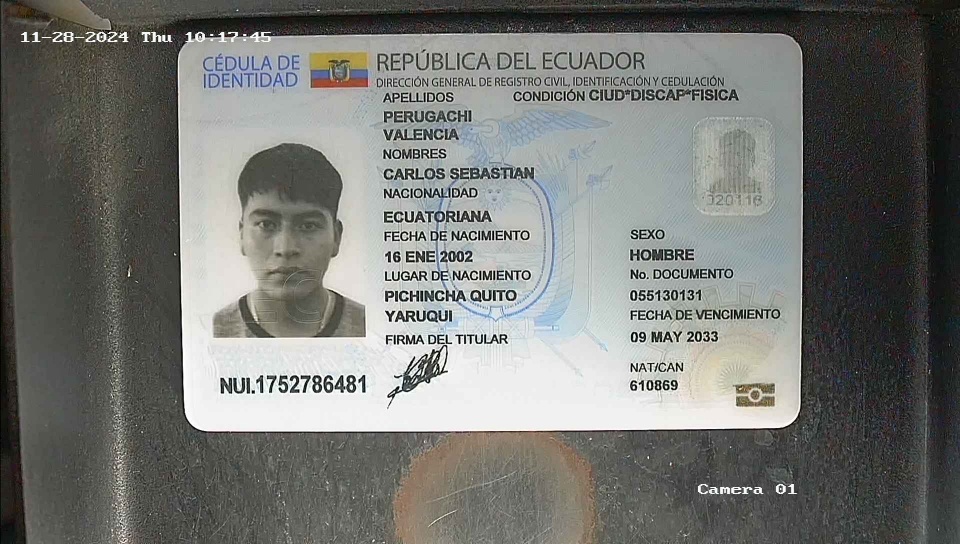 11-28-2024 Thu 10:17:45
CÉDULA DE
IDENTIDAD
REPÚBLICA DEL ECUADOR
DIRECCIÓN GENERAL DE REGISTRO CIVIL, IDENTIFICACIÓN Y CEDULACIÓN
APELLIDOS
CONDICIÓN CIUD*DISCAP*FISICA
PERUGACHI
VALENCIA
NOMBRES
CARLOS SEBASTIAN
NACIONALIDAD
ECUATORIANA
FECHA DE NACIMIENTO
16 ENE 2002
LUGAR DE NACIMIENTO
PICHINCHA QUITO
YARUQUI
FIRMA DEL TITULAR
020116
SEXO
HOMBRE
No. DOCUMENTO
055130131
FECHA DE VENCIMIENTO
09 MAY 2033
NAT/CAN
610869
NUI.1752786481
Camera 01